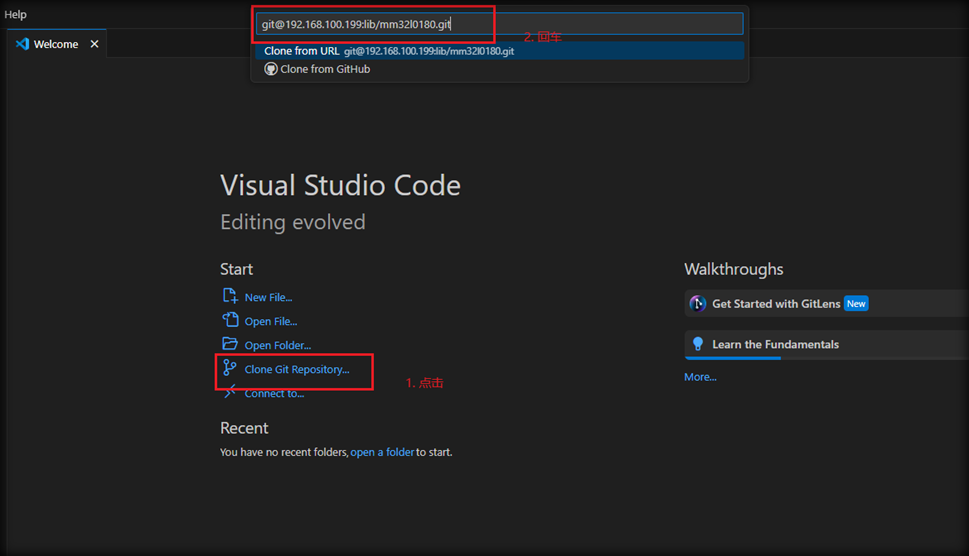 Help
git@192.168.100.199:lib/mm32l0180.git
2. 回车
Welcome
Clone from URL git@192.168.100.199:lib/mm32l0180.git
Clone from GitHub
Visual Studio Code
Editing evolved
Start
New File...
Open File...
Open Folder...
Clone Git Repository...
1. 点击
Connect to...
Walkthroughs
Get Started with GitLens New
Learn the Fundamentals
More...
Recent
You have no recent folders, open a folder to start.